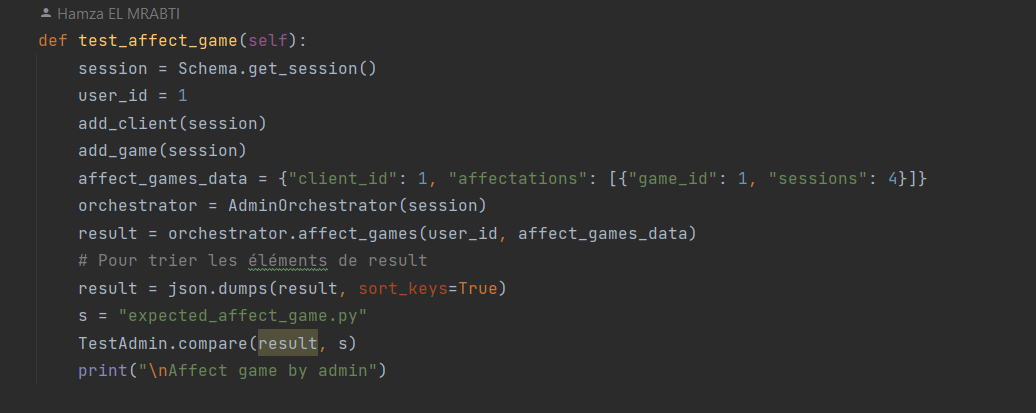 Hamza EL MRABTI
def test_affect_game(self):
    session = Schema.get_session()
    user_id = 1
    add_client(session)
    add_game(session)
    affect_games_data = {"client_id": 1, "affectations": [{"game_id": 1, "sessions": 4}]}
    orchestrator = AdminOrchestrator(session)
    result = orchestrator.affect_games(user_id, affect_games_data)
    # Pour trier les éléments de result
    result = json.dumps(result, sort_keys=True)
    s = "expected_affect_game.py"
    TestAdmin.compare(result, s)
    print("\nAffect game by admin")